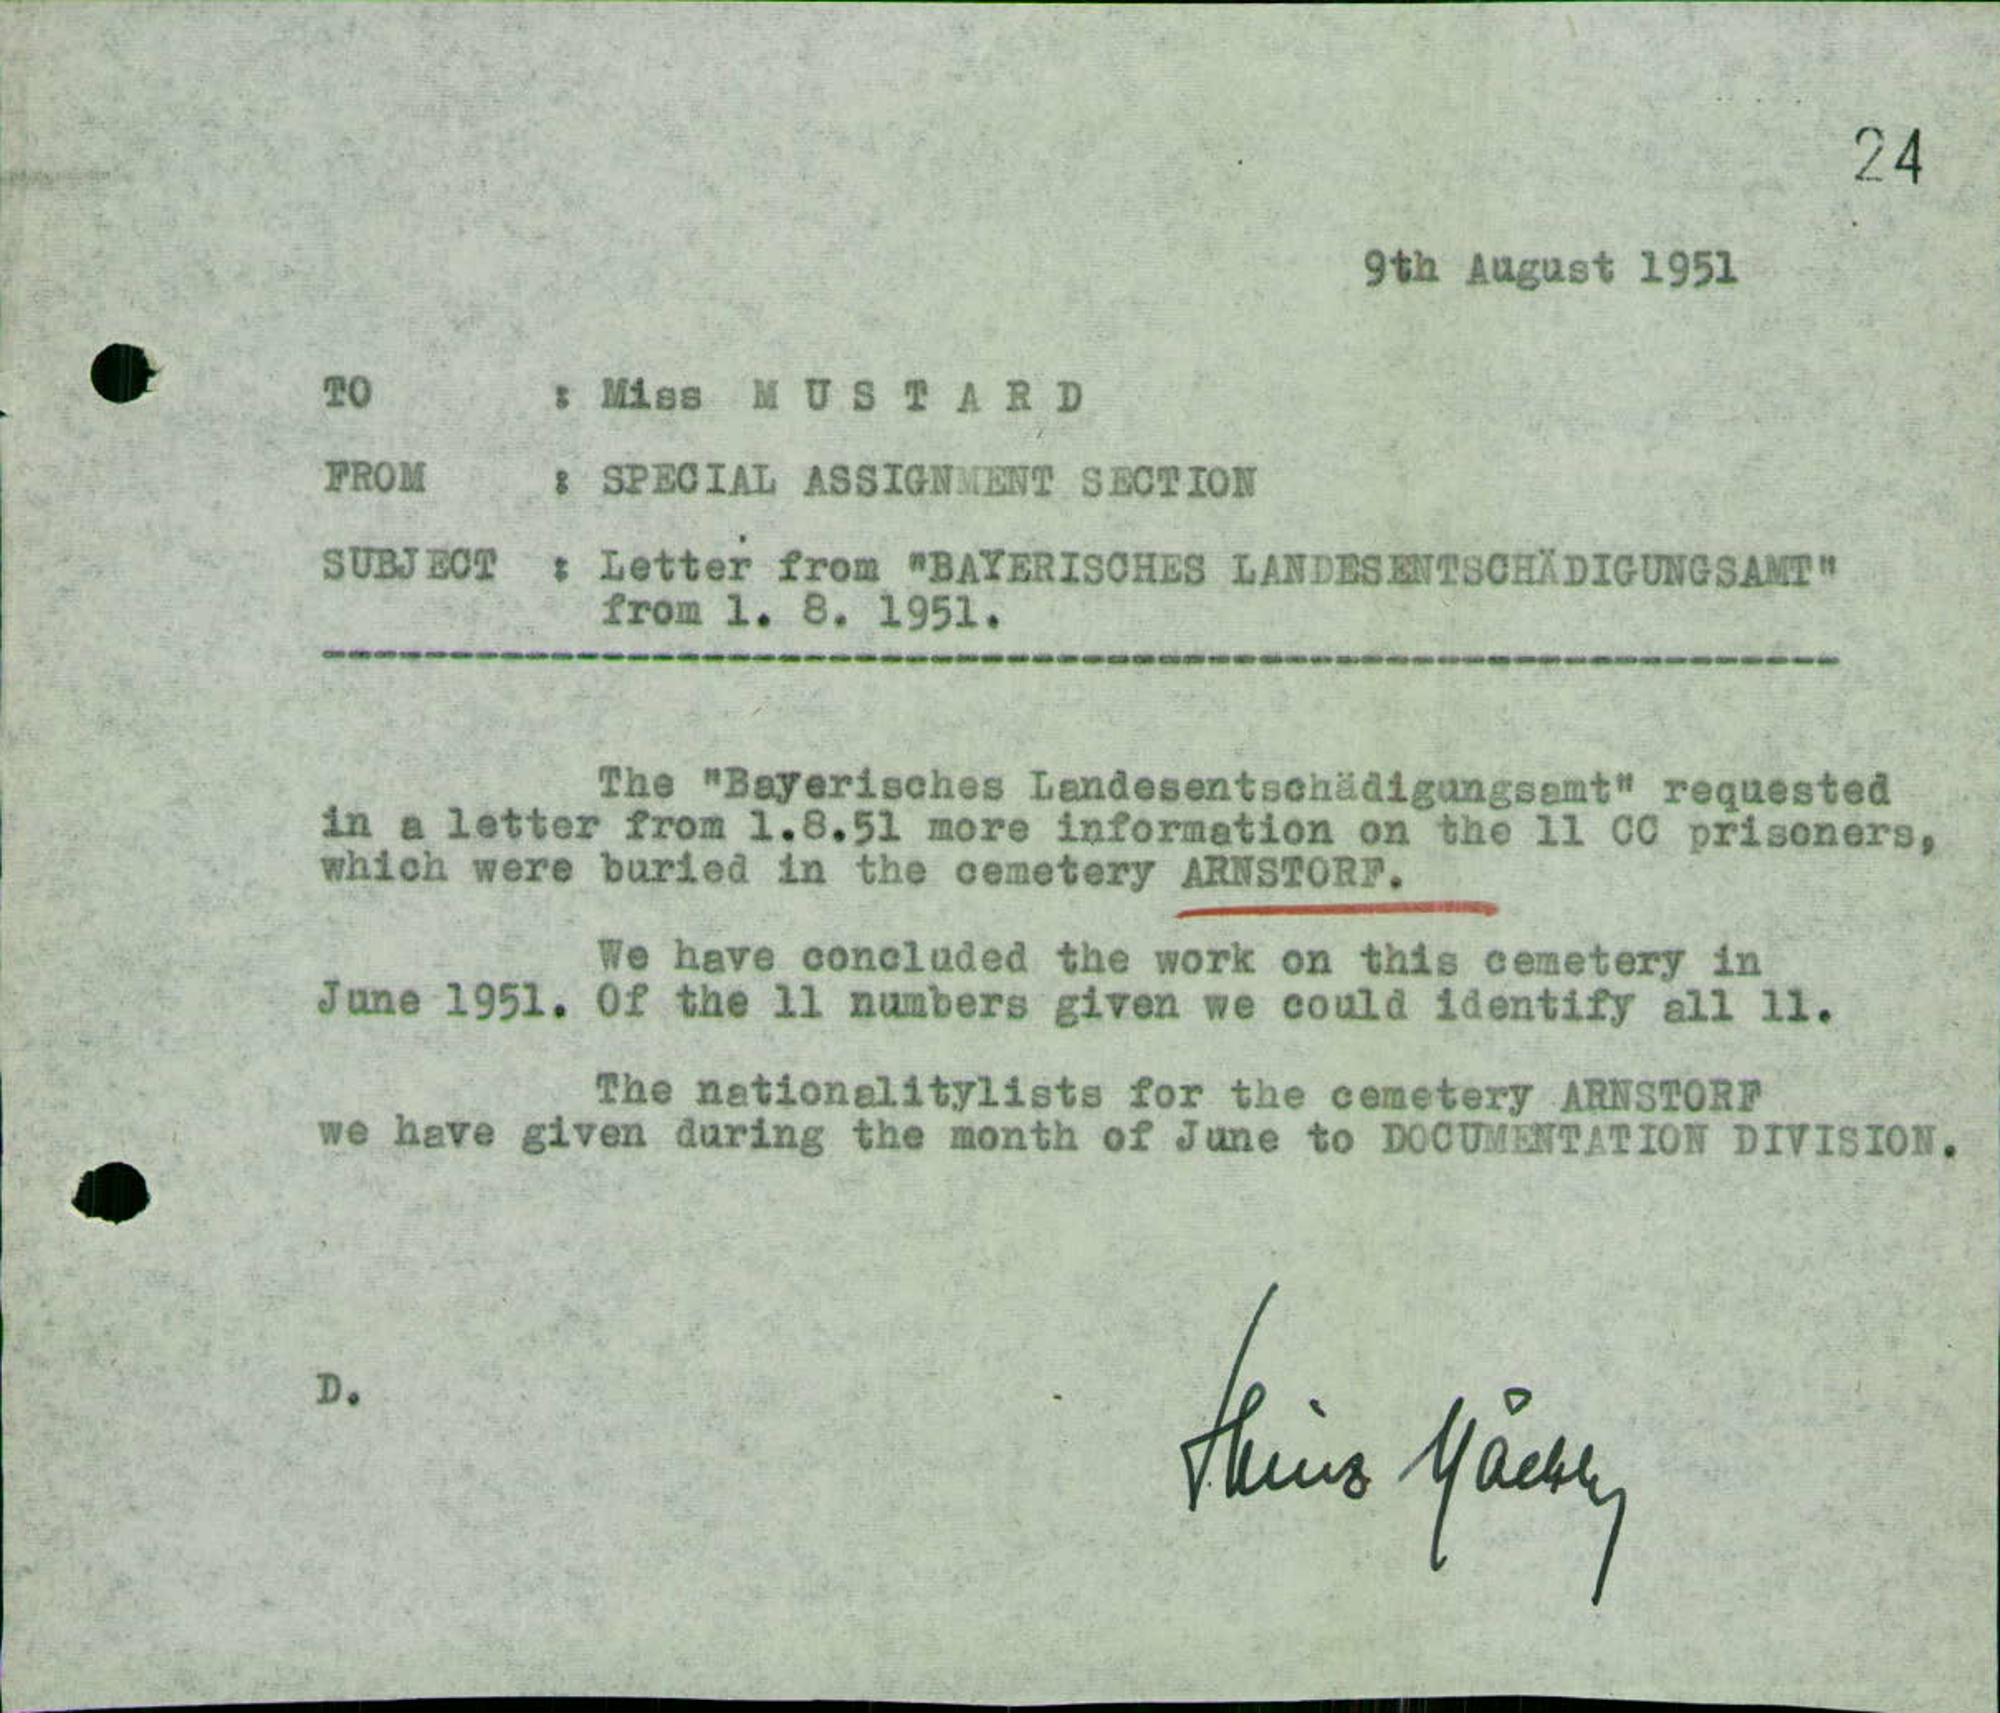 24
9th August 1951
TO : Miss M U S T A R D
FROM : SPECIAL ASSIGNMENT SECTION
SUBJECT : Letter from "BAYERISCHES LANDESENTSCHÄDIGUNGSAMT"
from 1. 8. 1951.
The "Bayerisches Landesentschädigungsamt" requested
in a letter from 1.8.51 more information on the 11 CC prisoners,
which were buried in the cemetery ARNSTORF.
We have concluded the work on this cemetery in
June 1951. Of the 11 numbers given we could identify all 11.
The nationalitylists for the cemetery ARNSTORF
we have given during the month of June to DOCUMENTATION DIVISION.
D.
Heinz